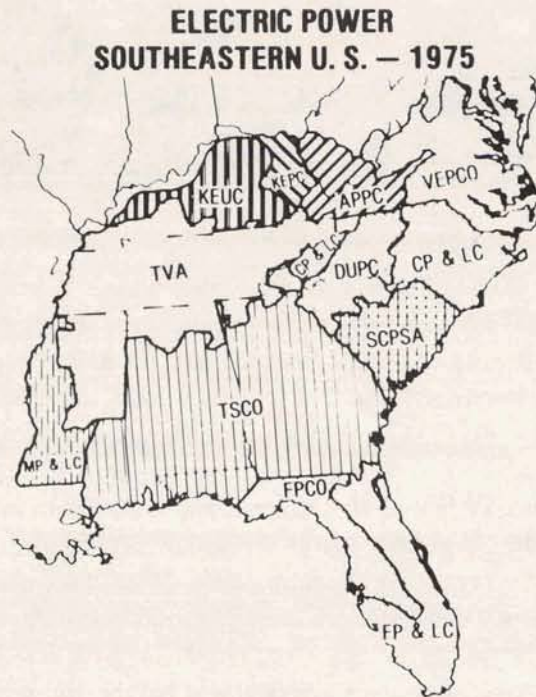 ELECTRIC POWER
SOUTHEASTERN U. S. — 1975
KEUC
KEPC
APPC
VEPCO
TVA
CP & LC
DUPC
CP & LC
SCPSA
TSCO
MP & LC
FPCO
FP & LC